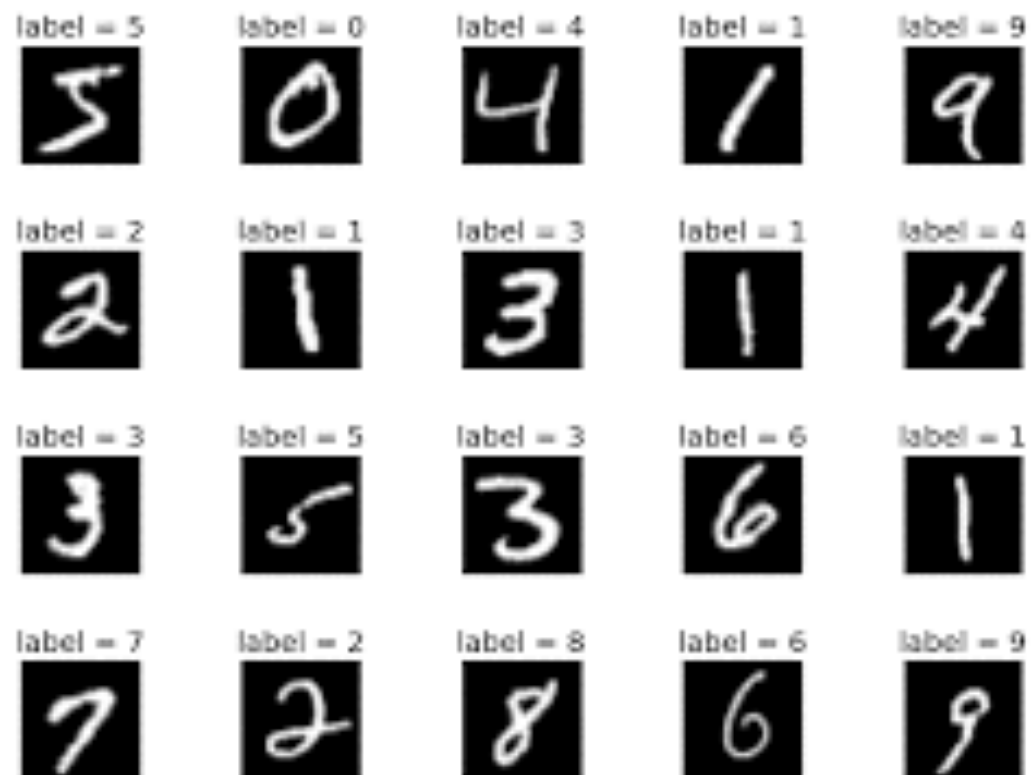 label = 5 label = 0 label = 4 label = 1 label = 9
5 0 4 1 9
label = 2 label = 1 label = 3 label = 1 label = 4
2 1 3 1 4
label = 3 label = 5 label = 3 label = 6 label = 1
3 5 3 6 1
label = 7 label = 2 label = 8 label = 6 label = 9
7 2 8 6 9